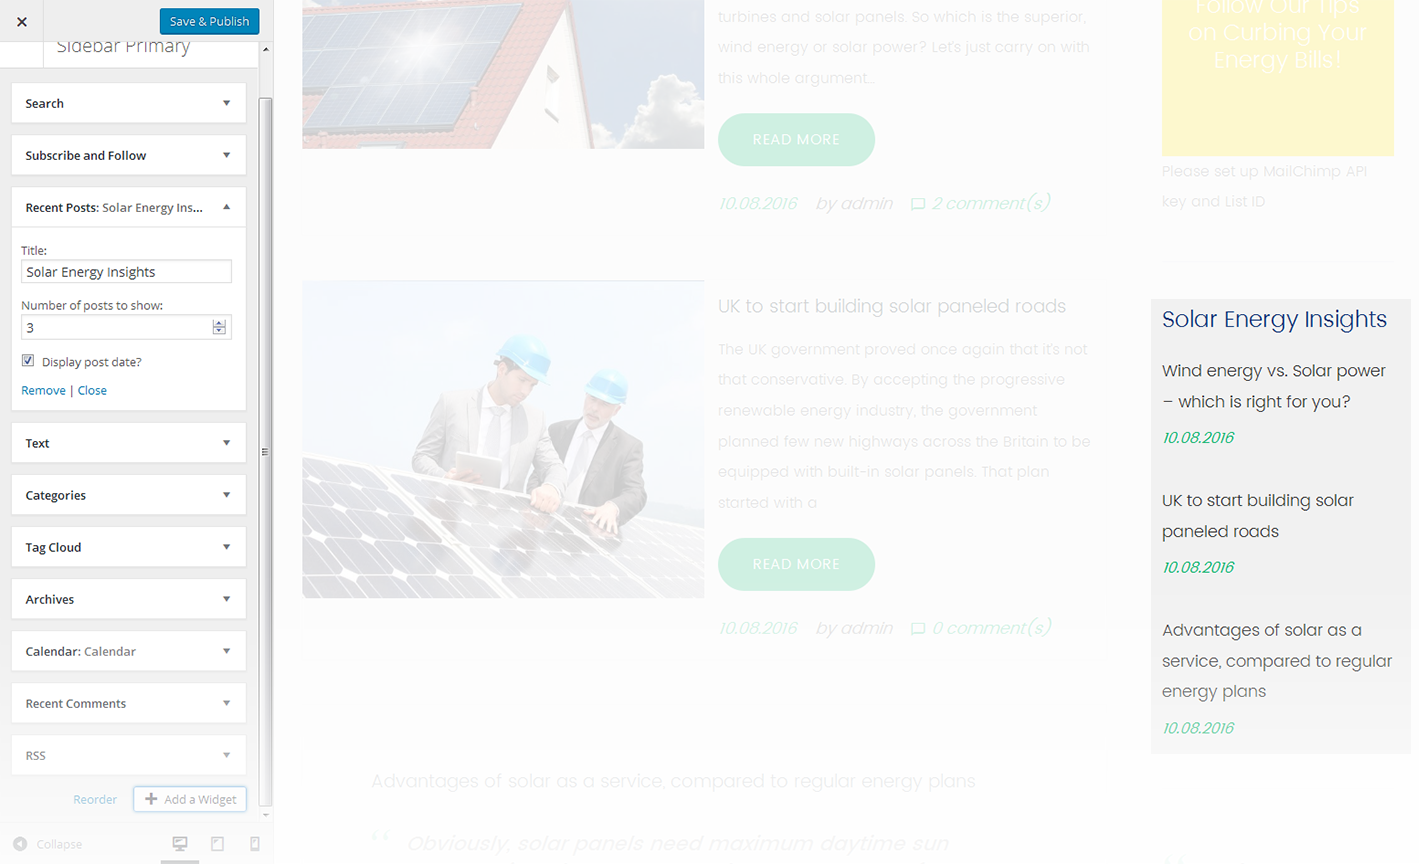 Save & Publish
Sidebar Primary
Search
Subscribe and Follow
Recent Posts: Solar Energy Ins...
Title:
Solar Energy Insights
Number of posts to show:
3
Display post date?
Remove | Close
Text
Categories
Tag Cloud
Archives
Calendar: Calendar
Recent Comments
RSS
Reorder
Add a Widget
Collapse
turbines and solar panels. So which is the superior,
wind energy or solar power? Let's just carry on with
this whole argument...
READ MORE
10.08.2016 by admin 2 comment(s)
UK to start building solar paneled roads
The UK government proved once again that it's not
that conservative. By accepting the progressive
renewable energy industry, the government
planned few new highways across the Britain to be
equipped with built-in solar panels. That plan
started with a
READ MORE
10.08.2016 by admin 0 comment(s)
Advantages of solar as a service, compared to regular energy plans
“ Obviously, solar panels need maximum daytime sun
Follow Our Tips
on Curbing Your
Energy Bills!
Please set up MailChimp API
key and List ID
Solar Energy Insights
Wind energy vs. Solar power
– which is right for you?
10.08.2016
UK to start building solar
paneled roads
10.08.2016
Advantages of solar as a
service, compared to regular
energy plans
10.08.2016